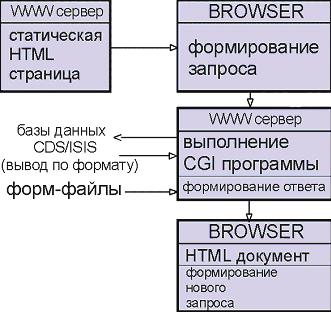 WWW сервер
статическая
HTML
страница
BROWSER
формирование
запроса
базы данных
CDS/ISIS
(вывод по формату)
форм-файлы
WWW сервер
выполнение
CGI программы
формирование ответа
BROWSER
HTML документ
формирование
нового
запроса